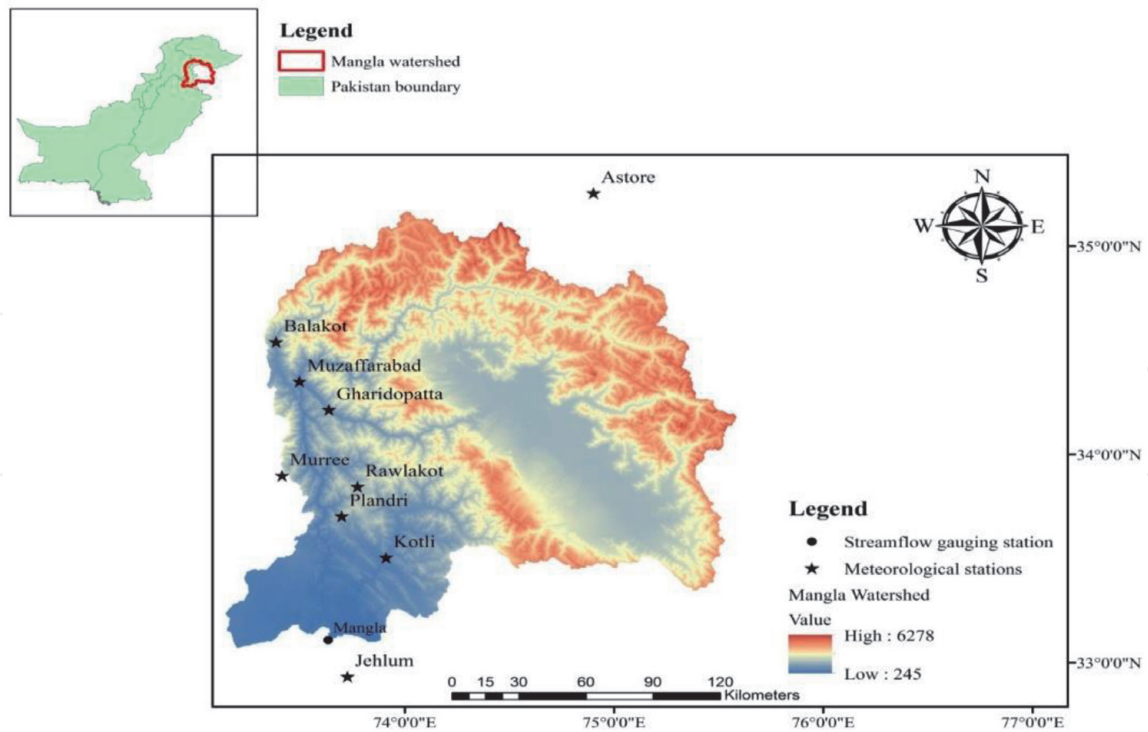 Legend
Mangla watershed
Pakistan boundary
Astore
N
W E
S
35°0'0"N
Balakot
Muzaffarabad
Gharidopatta
34°0'0"N
Murree
Rawlakot
Plandri
Kotli
Legend
Streamflow gauging station
Meteorological stations
Mangla Watershed
Value
High : 6278
Low : 245
Mangla
Jehlum
33°0'0"N
0 15 30 60 90 120
Kilometers
74°0'0"E 75°0'0"E 76°0'0"E 77°0'0"E